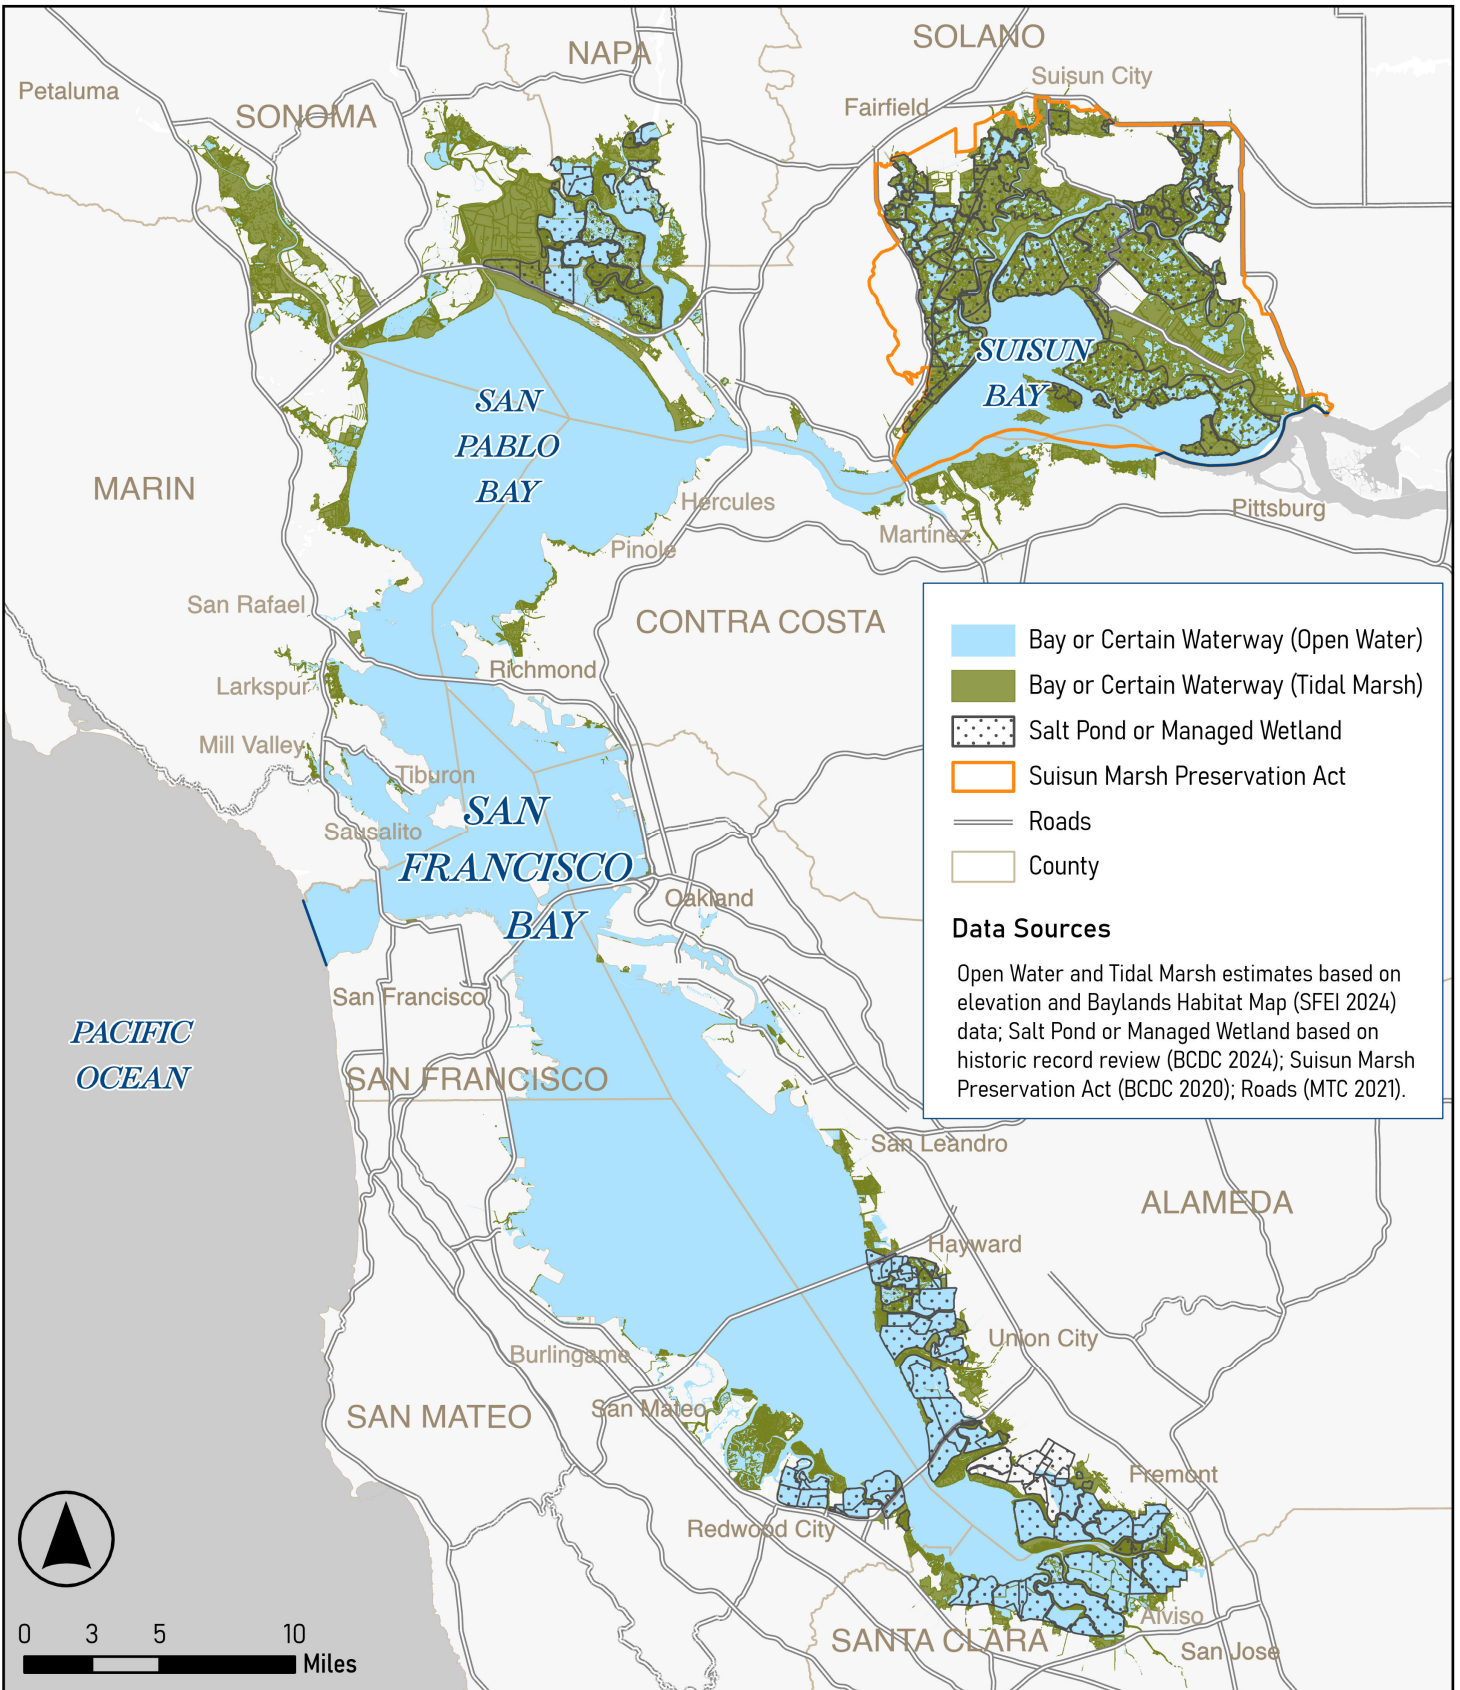 SOLANO
NAPA
Suisun City
Petaluma
Fairfield
SONOMA
SUISUN
BAY
SAN
PABLO
BAY
MARIN
Hercules
Pittsburg
Martinez
Pinole
San Rafael
CONTRA COSTA
Richmond
Larkspur
Mill Valley
Tiburon
SAN
FRANCISCO
BAY
Sausalito
Oakland
San Francisco
PACIFIC
OCEAN
SAN FRANCISCO
San Leandro
ALAMEDA
Hayward
Union City
Burlingame
San Mateo
SAN MATEO
Fremont
Redwood City
Alviso
SANTA CLARA
San Jose
Bay or Certain Waterway (Open Water)
Bay or Certain Waterway (Tidal Marsh)
Salt Pond or Managed Wetland
Suisun Marsh Preservation Act
Roads
County
Data Sources
Open Water and Tidal Marsh estimates based on
elevation and Baylands Habitat Map (SFEI 2024)
data; Salt Pond or Managed Wetland based on
historic record review (BCDC 2024); Suisun Marsh
Preservation Act (BCDC 2020); Roads (MTC 2021).
0 3 5 10
Miles